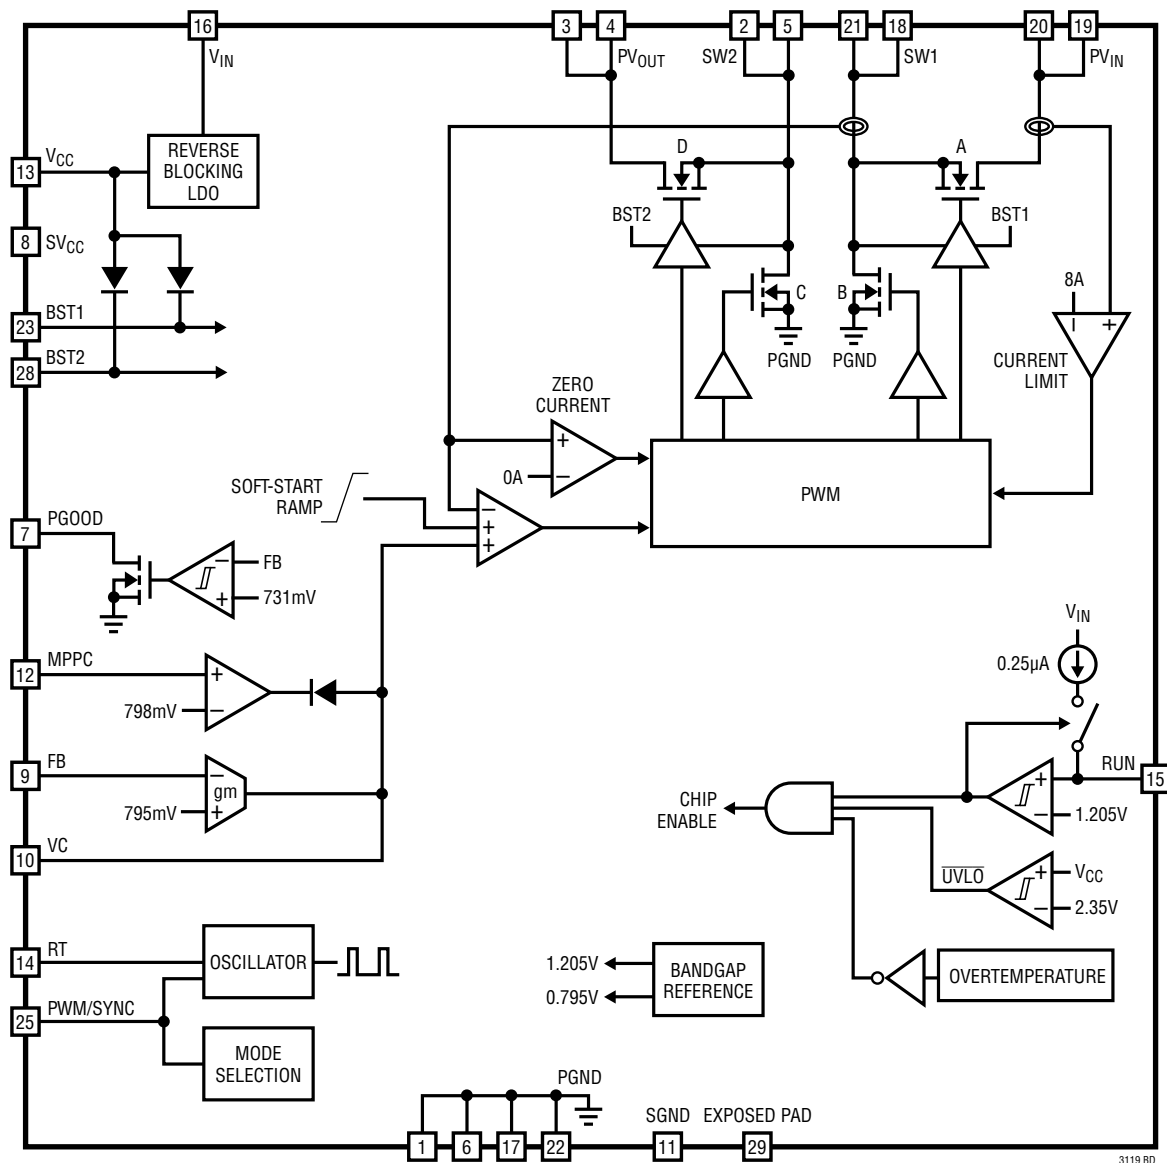 16
3
4
2
5
21
18
20
19
VIN
PVOUT
SW2
SW1
PVIN
REVERSE
BLOCKING
LDO
13
VCC
D
A
8
SVCC
BST2
BST1
23
BST1
28
BST2
C
B
PGND
PGND
8A
−
+
CURRENT
LIMIT
ZERO
CURRENT
+
−
0A
PWM
SOFT-START
RAMP
−
+
+
7
PGOOD
−
FB
+
731mV
12
MPPC
+
798mV
−
9
FB
−
gm
795mV
+
10
VC
VIN
0.25µA
RUN
15
+
−
1.205V
CHIP
ENABLE
UVLO
+
VCC
−
2.35V
14
RT
OSCILLATOR
25
PWM/SYNC
MODE
SELECTION
1.205V
0.795V
BANDGAP
REFERENCE
OVERTEMPERATURE
PGND
SGND
EXPOSED PAD
1
6
17
22
11
29
3119 BD